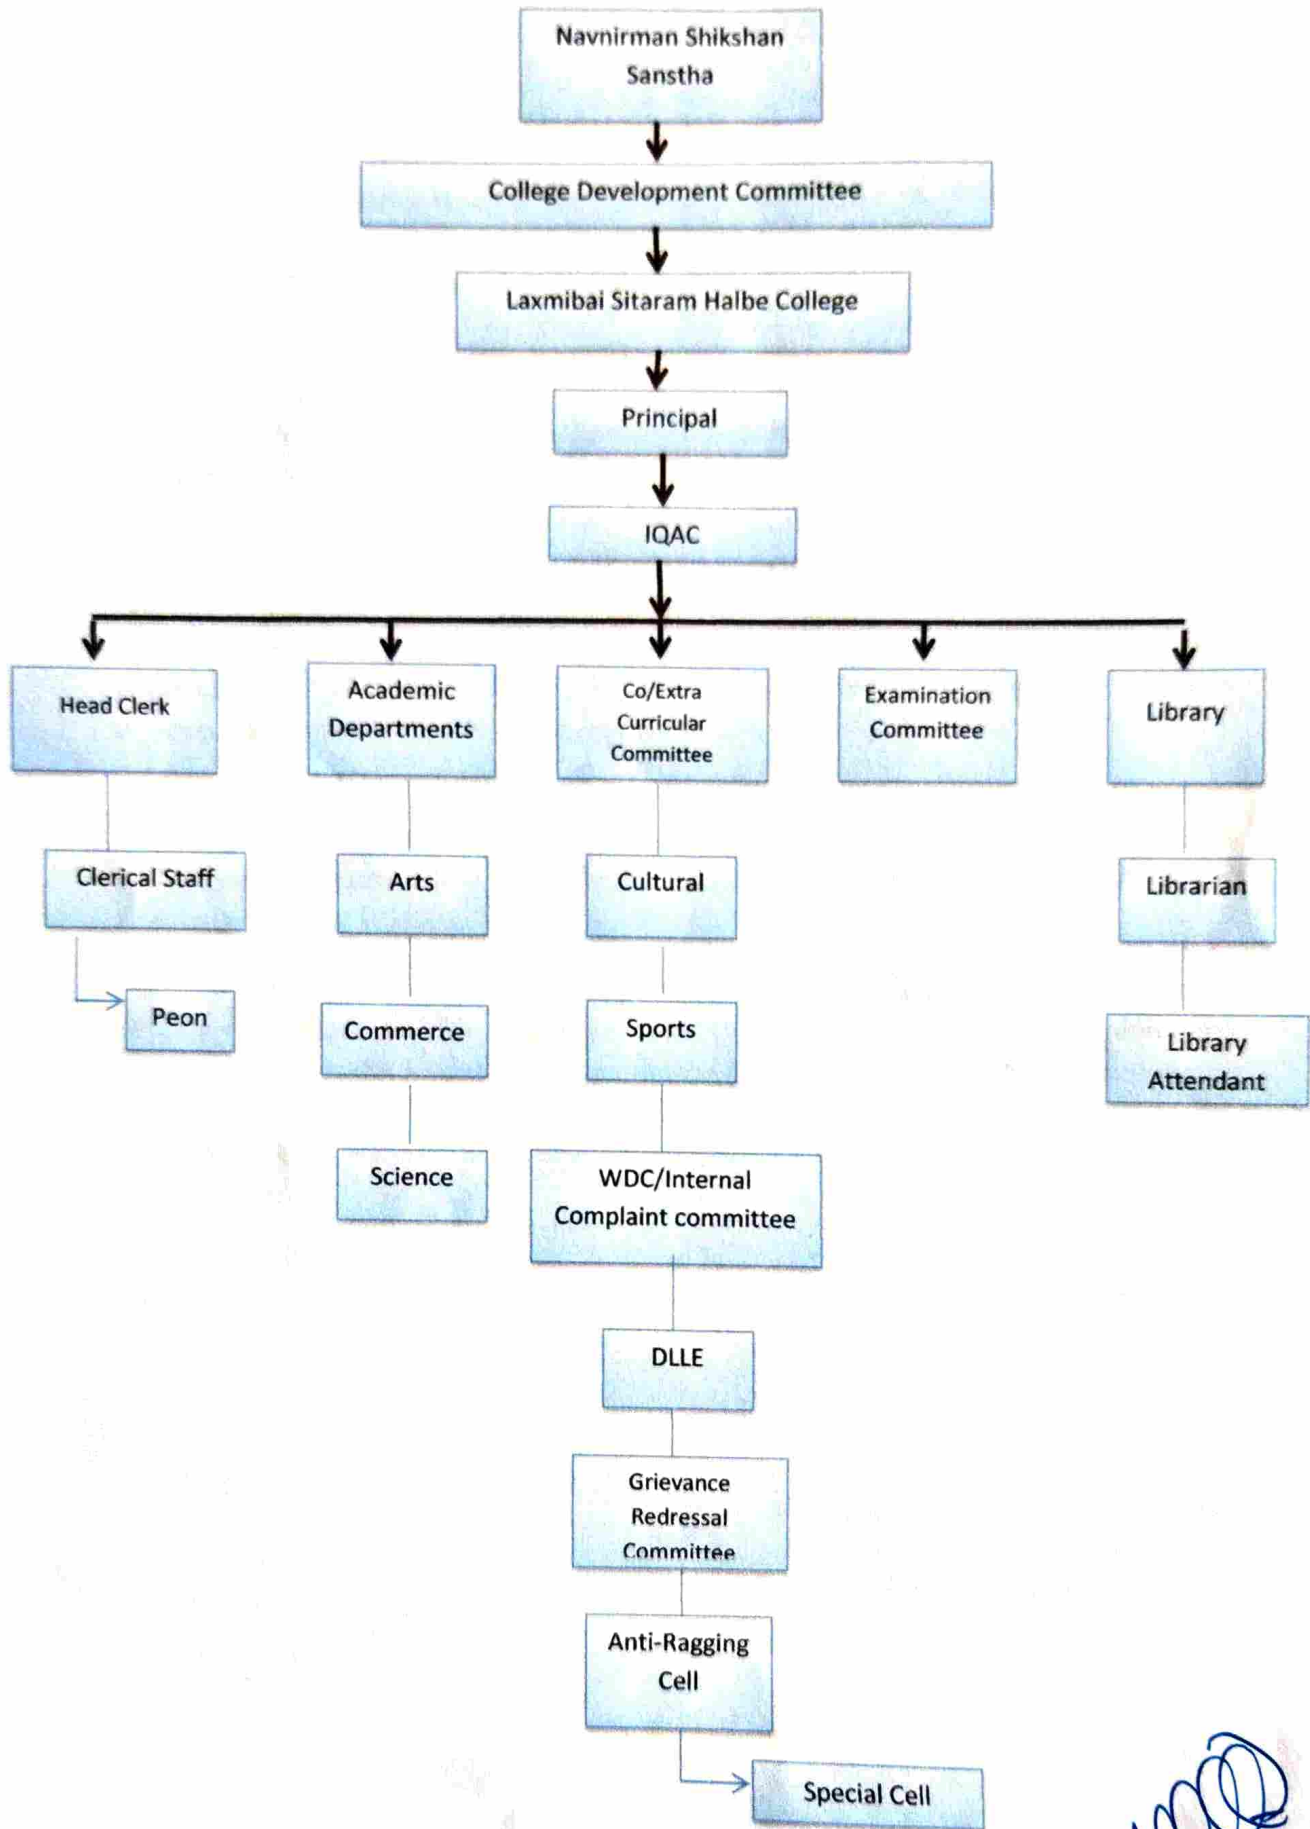 Navnirman Shikshan
Sanstha
College Development Committee
Laxmibai Sitaram Halbe College
Principal
IQAC
Head Clerk
Academic
Departments
Co/Extra
Curricular
Committee
Examination
Committee
Library
Clerical Staff
Arts
Cultural
Librarian
Peon
Commerce
Sports
Library
Attendant
Science
WDC/Internal
Complaint committee
DLLE
Grievance
Redressal
Committee
Anti-Ragging
Cell
Special Cell